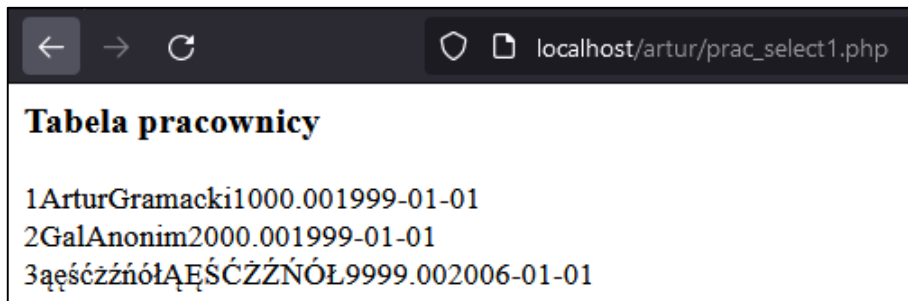 localhost/artur/prac_select1.php
Tabela pracownicy
1ArturGramacki1000.001999-01-01
2GalAnonim2000.001999-01-01
3ąęśćżźńółĄĘŚĆŻŹŃÓŁ9999.002006-01-01